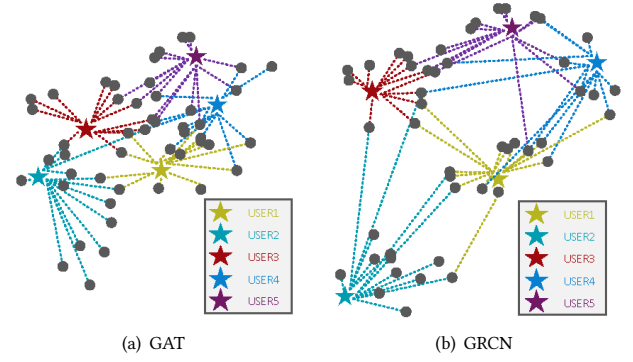 USER1
USER2
USER3
USER4
USER5
USER1
USER2
USER3
USER4
USER5
(a) GAT
(b) GRCN